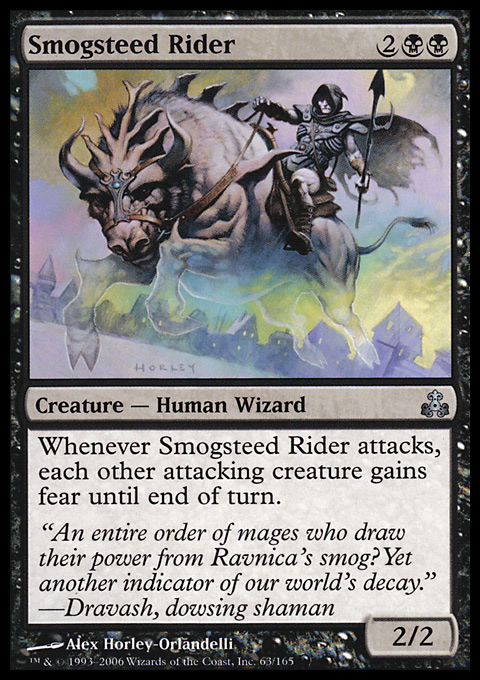 Smogsteed Rider 2
HORLEY
Creature — Human Wizard
Whenever Smogsteed Rider attacks,
each other attacking creature gains
fear until end of turn.
“An entire order of mages who draw
their power from Ravnica’s smog? Yet
another indicator of our world’s decay.”
—Dravash, dowsing shaman
Alex Horley-Orlandelli
2/2
™ & © 1993–2006 Wizards of the Coast, Inc. 63/165